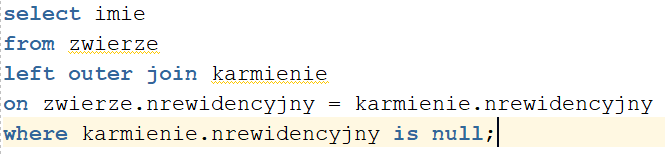 select imie
from zwierze
left outer join karmienie
on zwierze.nrewidencyjny = karmienie.nrewidencyjny
where karmienie.nrewidencyjny is null;